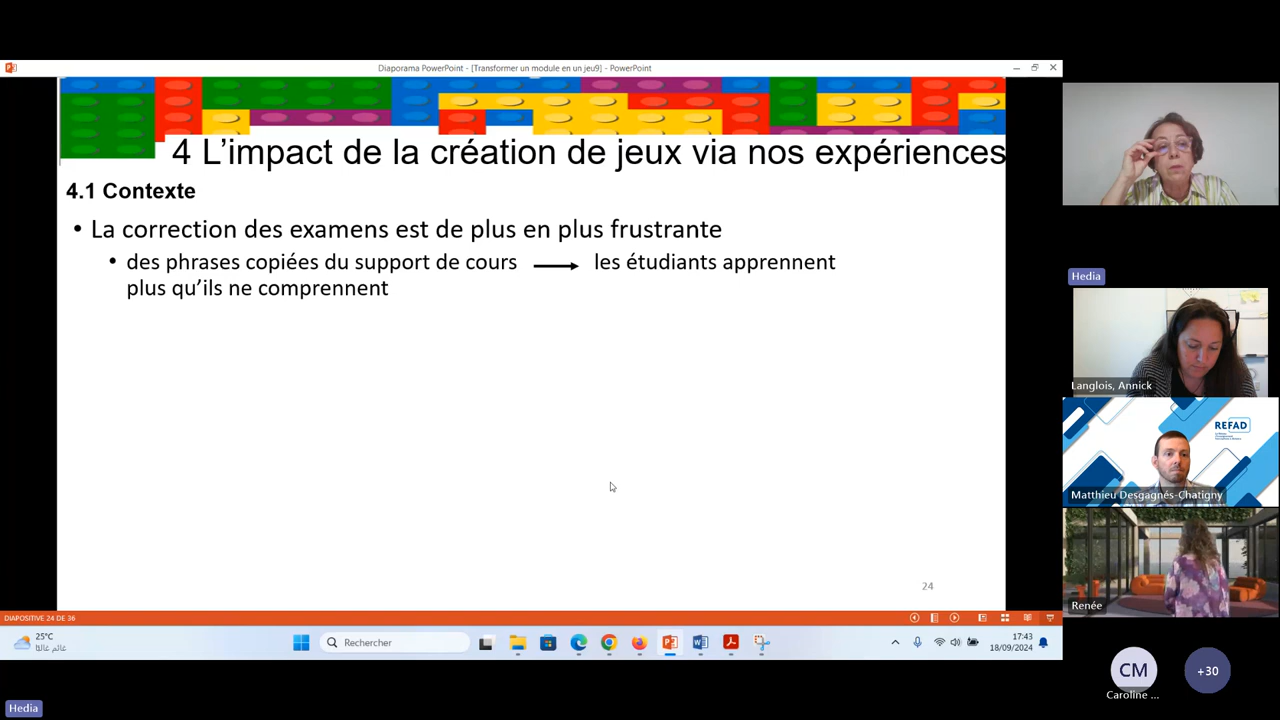 Diaporama PowerPoint - [Transformer un module en un jeu9] - PowerPoint
4 L’impact de la création de jeux via nos expériences
4.1 Contexte
• La correction des examens est de plus en plus frustrante
• des phrases copiées du support de cours → les étudiants apprennent
plus qu’ils ne comprennent
24
DIAPOSITIVE 24 DE 36
25°C
غائم غالبًا
Rechercher
17:43
18/09/2024
Hedia
Langlois, Annick
REFAD
Matthieu Desgagnés-Chatigny
Renée
CM
Caroline ...
+30
Hedia